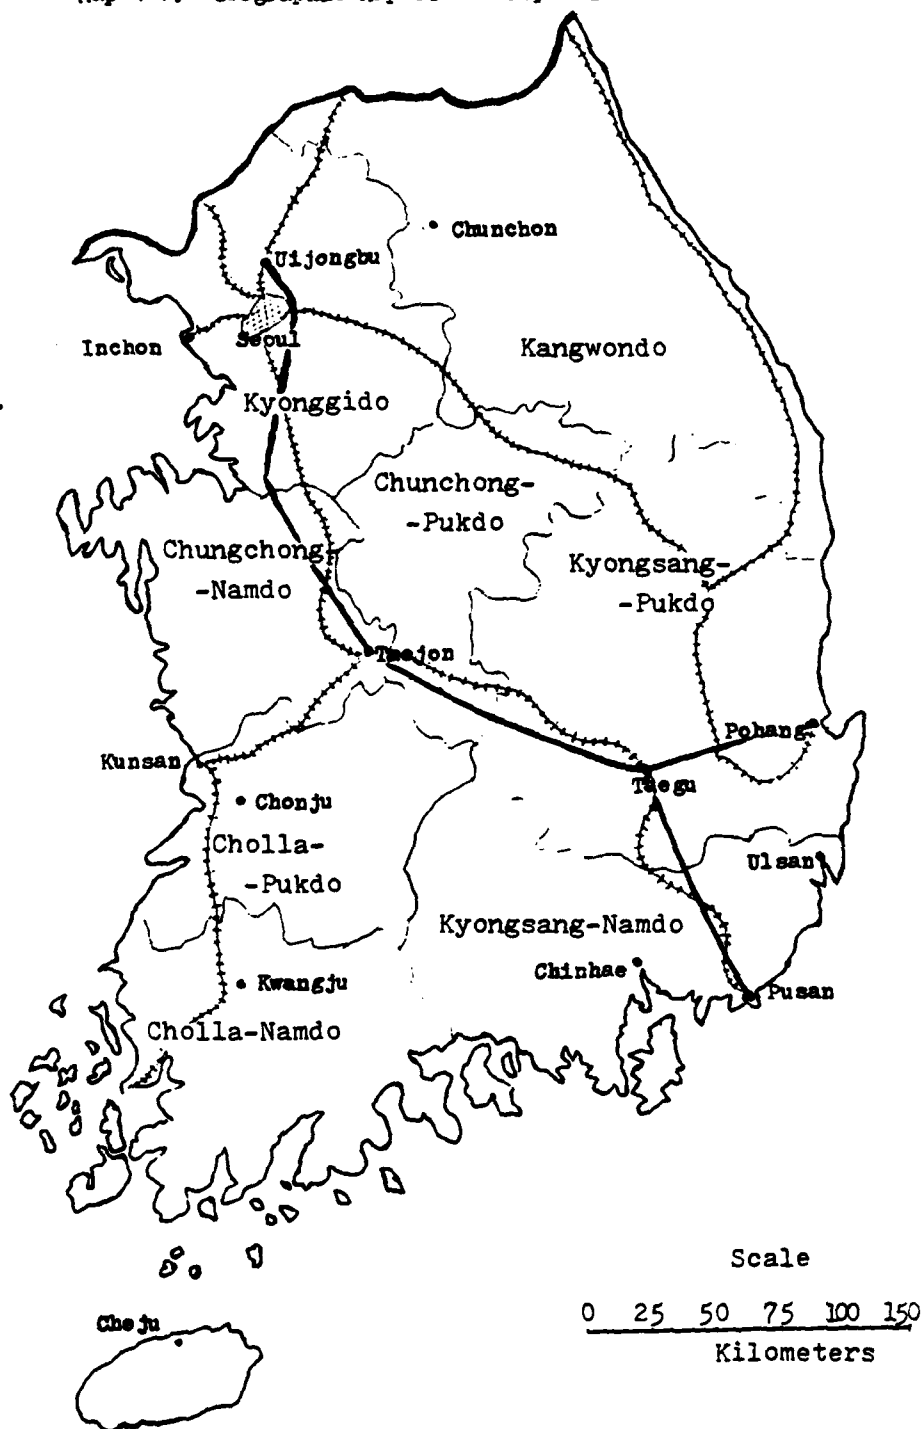 Chunchon
Uijongbu
Seoul
Inchon
Kangwondo
Kyonggido
Chunchong-
-Pukdo
Chungchong
-Namdo
Kyongsang-
-Pukdo
Taejon
Pohang
Kunsan
Taegu
Chonju
Cholla-
-Pukdo
Ulsan
Kyongsang-Namdo
Chinhae
Kwangju
Pusan
Cholla-Namdo
Scale
0 25 50 75 100 150
Kilometers
Cheju